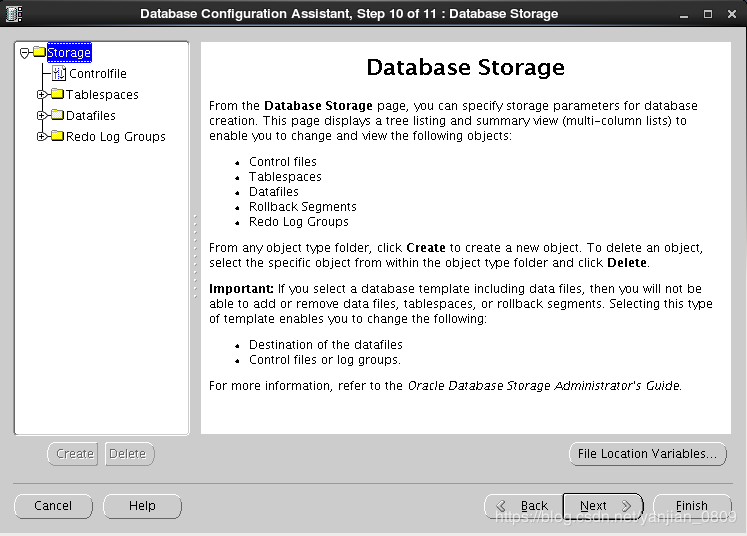 Database Configuration Assistant, Step 10 of 11 : Database Storage
Storage
Controlfile
Tablespaces
Datafiles
Redo Log Groups
Create
Delete
Database Storage
From the Database Storage page, you can specify storage parameters for database
creation. This page displays a tree listing and summary view (multi-column lists) to
enable you to change and view the following objects:
• Control files
• Tablespaces
• Datafiles
• Rollback Segments
• Redo Log Groups
From any object type folder, click Create to create a new object. To delete an object,
select the specific object from within the object type folder and click Delete.
Important: If you select a database template including data files, then you will not be
able to add or remove data files, tablespaces, or rollback segments. Selecting this type
of template enables you to change the following:
• Destination of the datafiles
• Control files or log groups.
For more information, refer to the Oracle Database Storage Administrator's Guide.
File Location Variables...
Cancel
Help
Back
Next
Finish
https://blog.csdn.net/yanjian_0809